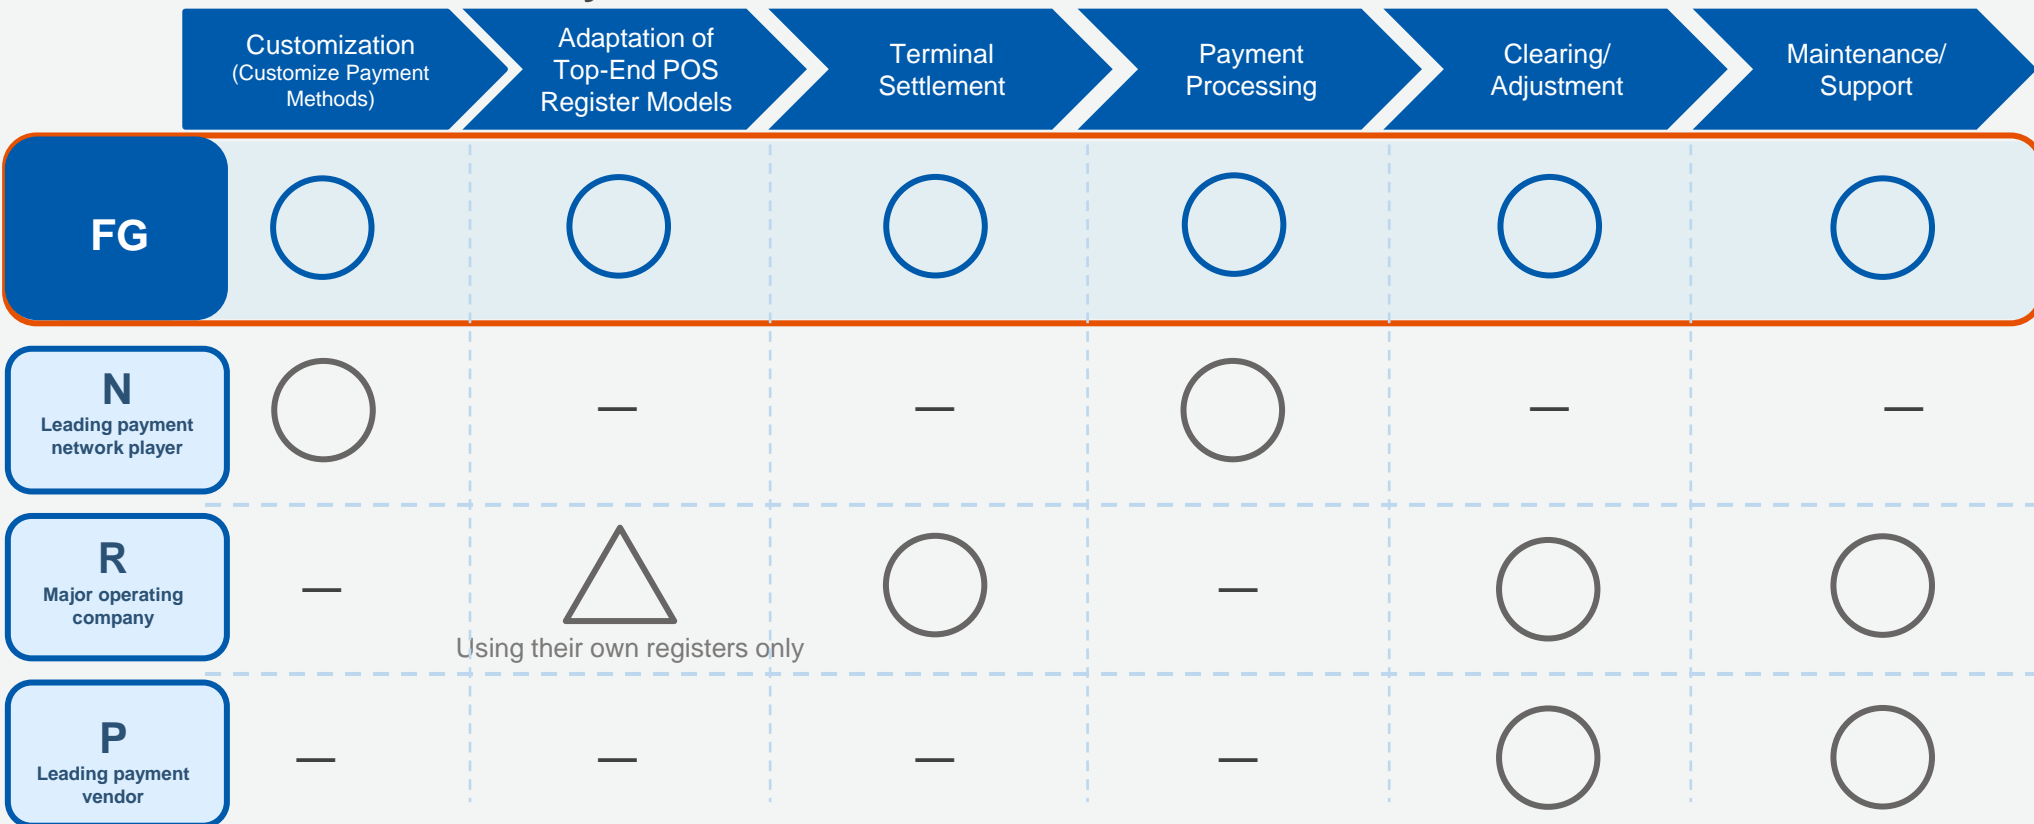 Customization
(Customize Payment
Methods)
Adaptation of
Top-End POS
Register Models
Terminal
Settlement
Payment
Processing
Clearing/
Adjustment
Maintenance/
Support
FG
N
Leading payment
network player
—
—
—
—
R
Major operating
company
—
Using their own registers only
—
P
Leading payment
vendor
—
—
—
—